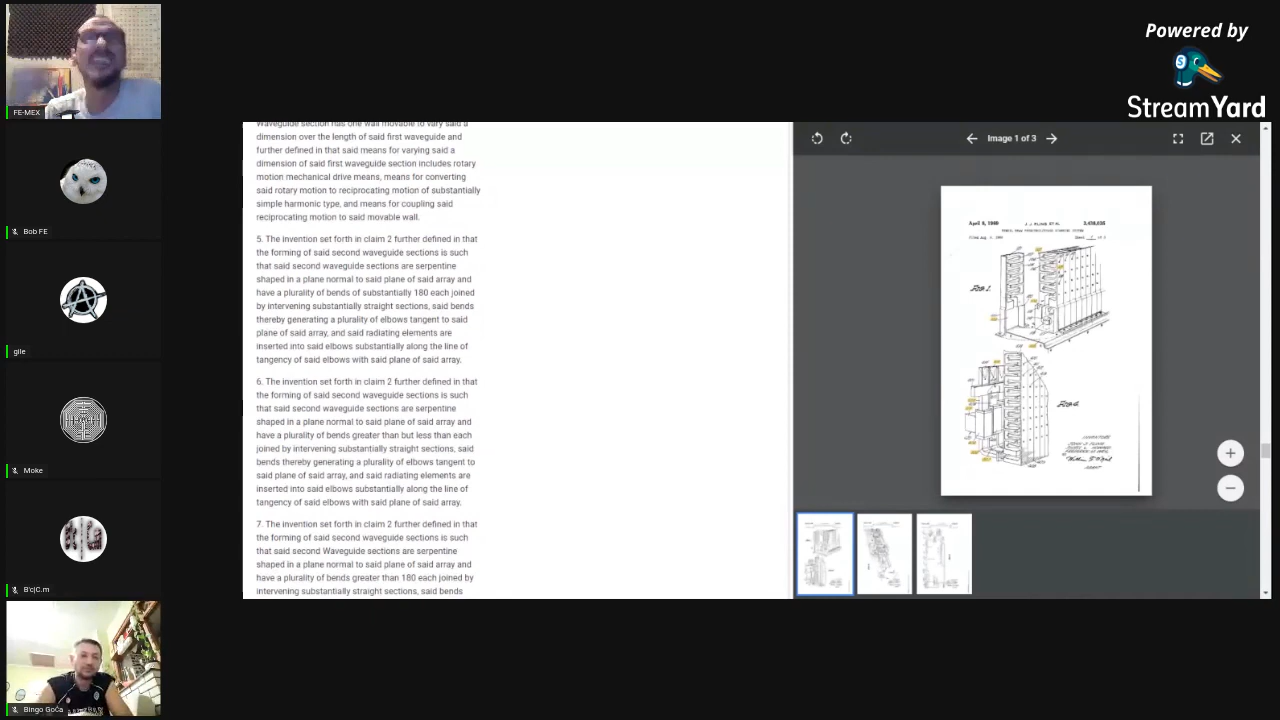 Powered by
StreamYard
FE-MEX
Bob FE
gile
Moke
B'c|C.m
Bingo Goča
Waveguide section has one wall movable to vary said a
dimension over the length of said first waveguide and
further defined in that said means for varying said a
dimension of said first waveguide section includes rotary
motion mechanical drive means, means for converting
said rotary motion to reciprocating motion of substantially
simple harmonic type, and means for coupling said
reciprocating motion to said movable wall.
5. The invention set forth in claim 2 further defined in that
the forming of said second waveguide sections is such
that said second waveguide sections are serpentine
shaped in a plane normal to said plane of said array and
have a plurality of bends of substantially 180 each joined
by intervening substantially straight sections, said bends
thereby generating a plurality of elbows tangent to said
plane of said array, and said radiating elements are
inserted into said elbows substantially along the line of
tangency of said elbows with said plane of said array.
6. The invention set forth in claim 2 further defined in that
the forming of said second waveguide sections is such
that said second waveguide sections are serpentine
shaped in a plane normal to said plane of said array and
have a plurality of bends greater than but less than each
joined by intervening substantially straight sections, said
bends thereby generating a plurality of elbows tangent to
said plane of said array, and said radiating elements are
inserted into said elbows substantially along the line of
tangency of said elbows with said plane of said array.
7. The invention set forth in claim 2 further defined in that
the forming of said second waveguide sections is such
that said second Waveguide sections are serpentine
shaped in a plane normal to said plane of said array and
have a plurality of bends greater than 180 each joined by
intervening substantially straight sections, said bends
Image 1 of 3
April 8, 1969